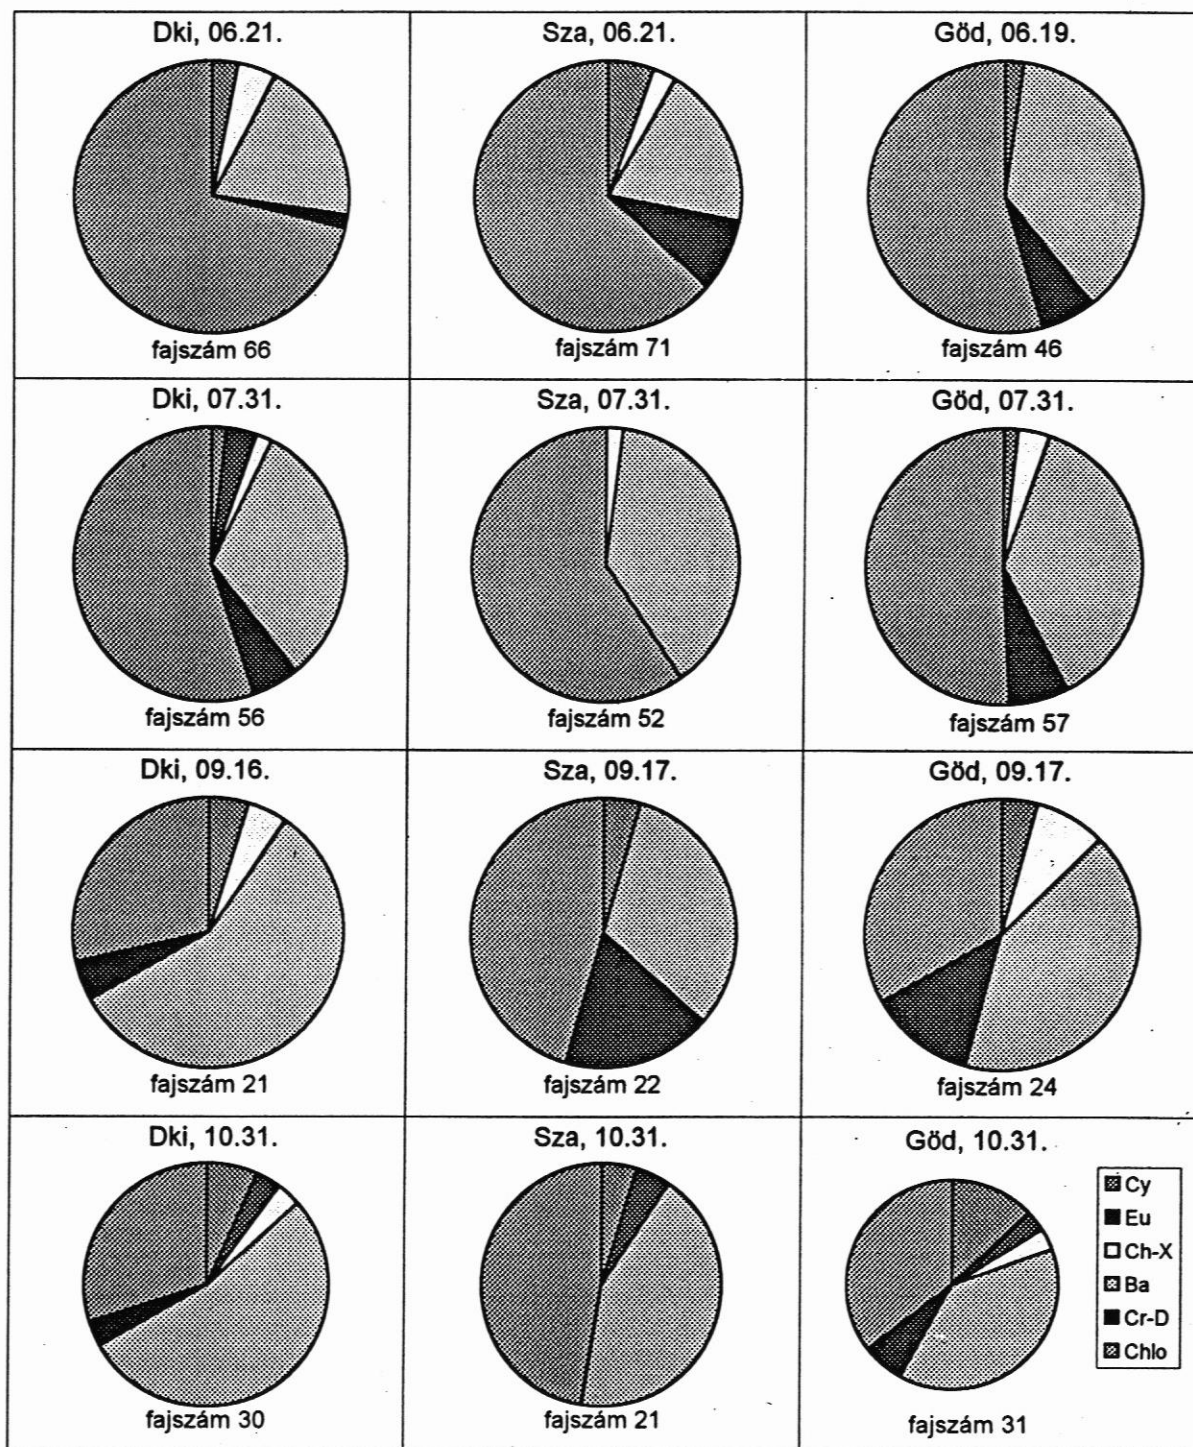 Dki, 06.21.
Sza, 06.21.
Göd, 06.19.
fajszám 66
fajszám 71
fajszám 46
Dki, 07.31.
Sza, 07.31.
Göd, 07.31.
fajszám 56
fajszám 52
fajszám 57
Dki, 09.16.
Sza, 09.17.
Göd, 09.17.
fajszám 21
fajszám 22
fajszám 24
Dki, 10.31.
Sza, 10.31.
Göd, 10.31.
Cy
Eu
Ch-X
Ba
Cr-D
Chlo
fajszám 30
fajszám 21
fajszám 31